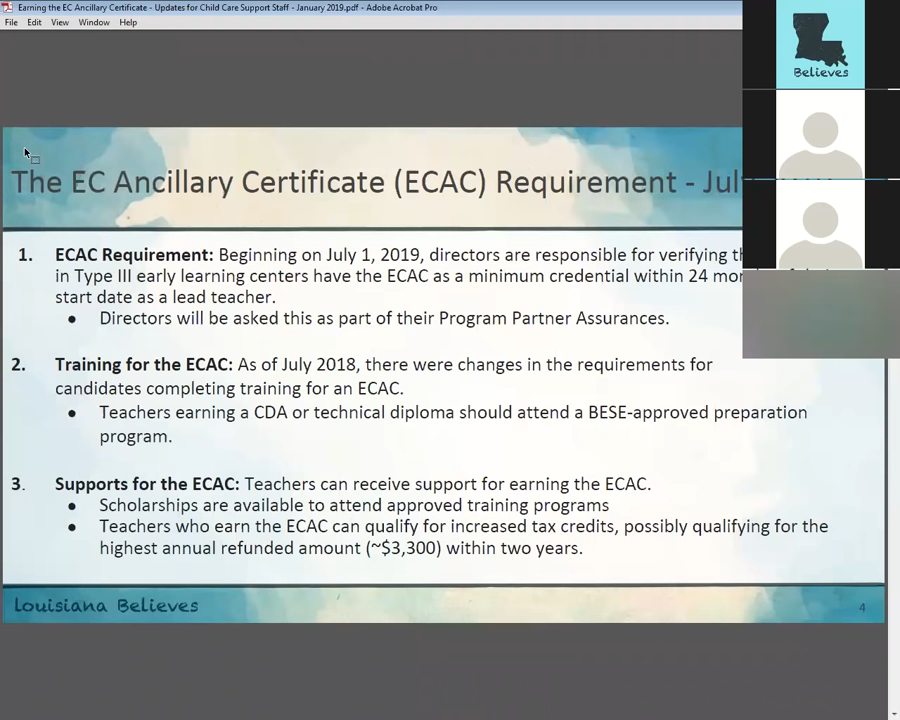 Earning the EC Ancillary Certificate - Updates for Child Care Support Staff - January 2019.pdf - Adobe Acrobat Pro
File Edit View Window Help
Believes
The EC Ancillary Certificate (ECAC) Requirement -
1. ECAC Requirement: Beginning on July 1, 2019, directors are responsible for verifying
in Type III early learning centers have the ECAC as a minimum credential within 24
start date as a lead teacher.
● Directors will be asked this as part of their Program Partner Assurances.
2. Training for the ECAC: As of July 2018, there were changes in the requirements for
candidates completing training for an ECAC.
● Teachers earning a CDA or technical diploma should attend a BESE-approved preparation
program.
3. Supports for the ECAC: Teachers can receive support for earning the ECAC.
● Scholarships are available to attend approved training programs
● Teachers who earn the ECAC can qualify for increased tax credits, possibly qualifying for the
highest annual refunded amount (~$3,300) within two years.
Louisiana Believes
4